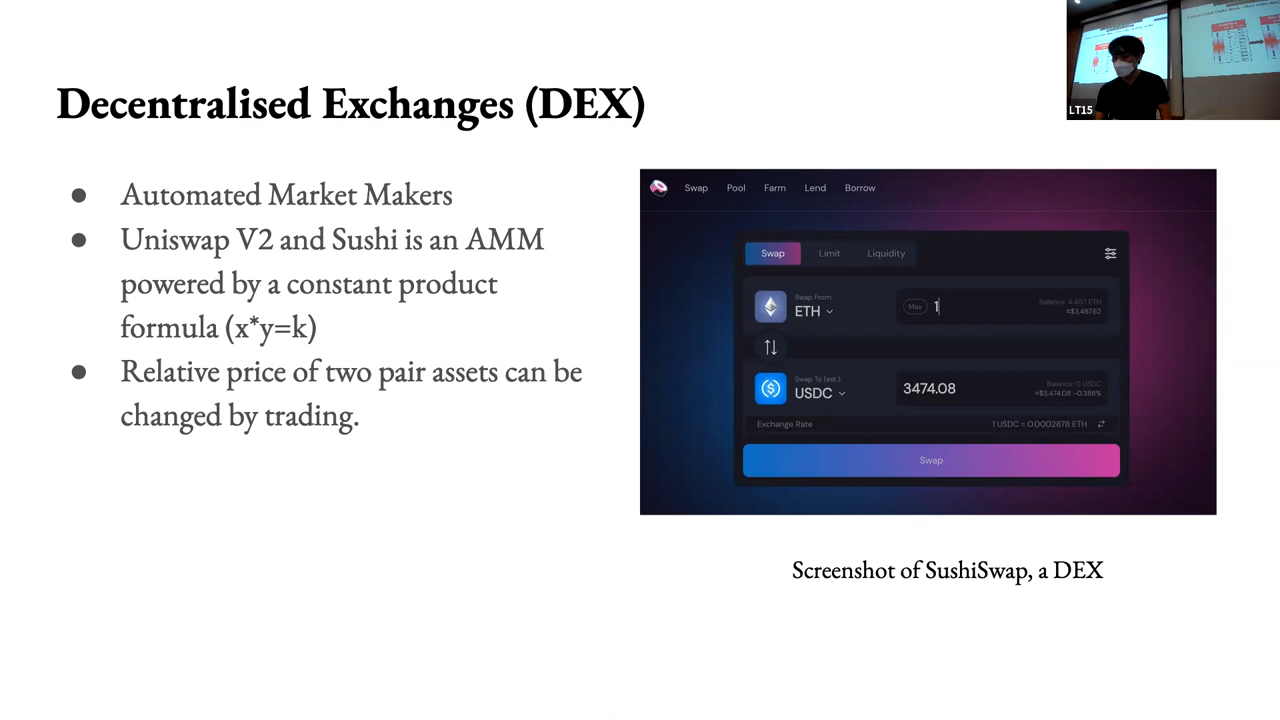 Decentralised Exchanges (DEX)
LT15
● Automated Market Makers
● Uniswap V2 and Sushi is an AMM
powered by a constant product
formula (x*y=k)
● Relative price of two pair assets can be
changed by trading.
Swap Pool Farm Lend Borrow
Swap Limit Liquidity
Swap From
ETH
Max 1
Balance: 4.407 ETH
≈$3,487.62
Swap To (est.)
USDC
3474.08
Balance: 0 USDC
≈$3,474.08 -0.388%
Exchange Rate 1 USDC = 0.0002878 ETH
Swap
Screenshot of SushiSwap, a DEX